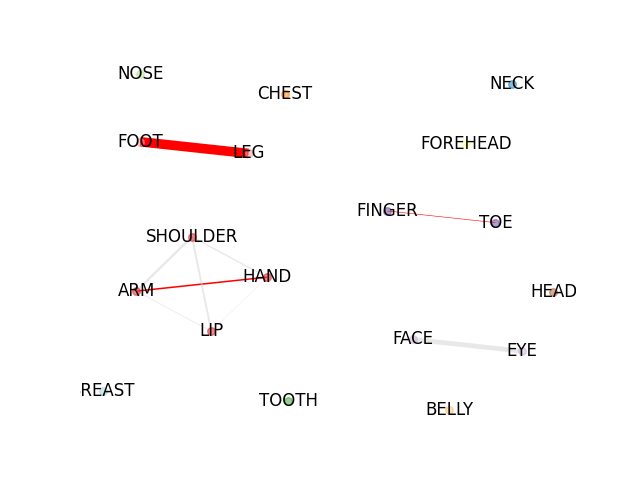 NOSE
NECK
CHEST
FOOT
LEG
FOREHEAD
FINGER
TOE
SHOULDER
HAND
ARM
HEAD
LIP
FACE
EYE
REAST
TOOTH
BELLY